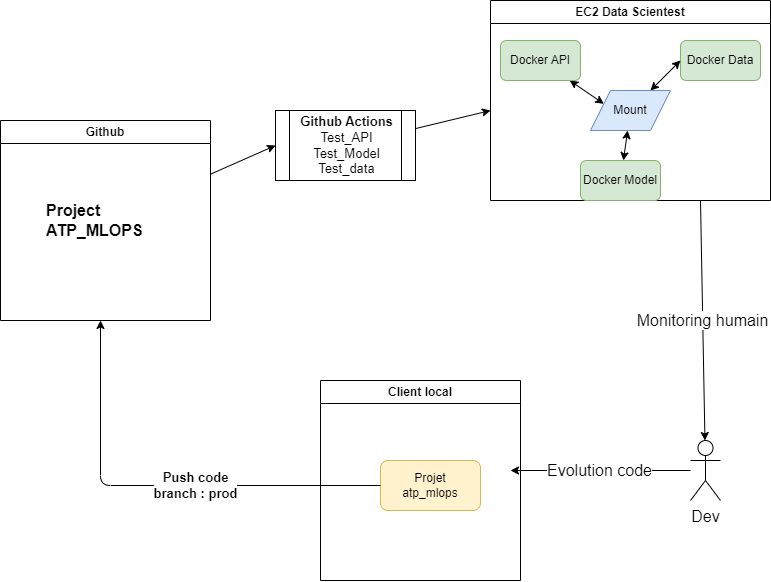 EC2 Data Scientest
Docker API
Docker Data
Mount
Docker Model
Github Actions
Test_API
Test_Model
Test_data
Github
Project
ATP_MLOPS
Monitoring humain
Client local
Projet
atp_mlops
Push code
branch : prod
Evolution code
Dev